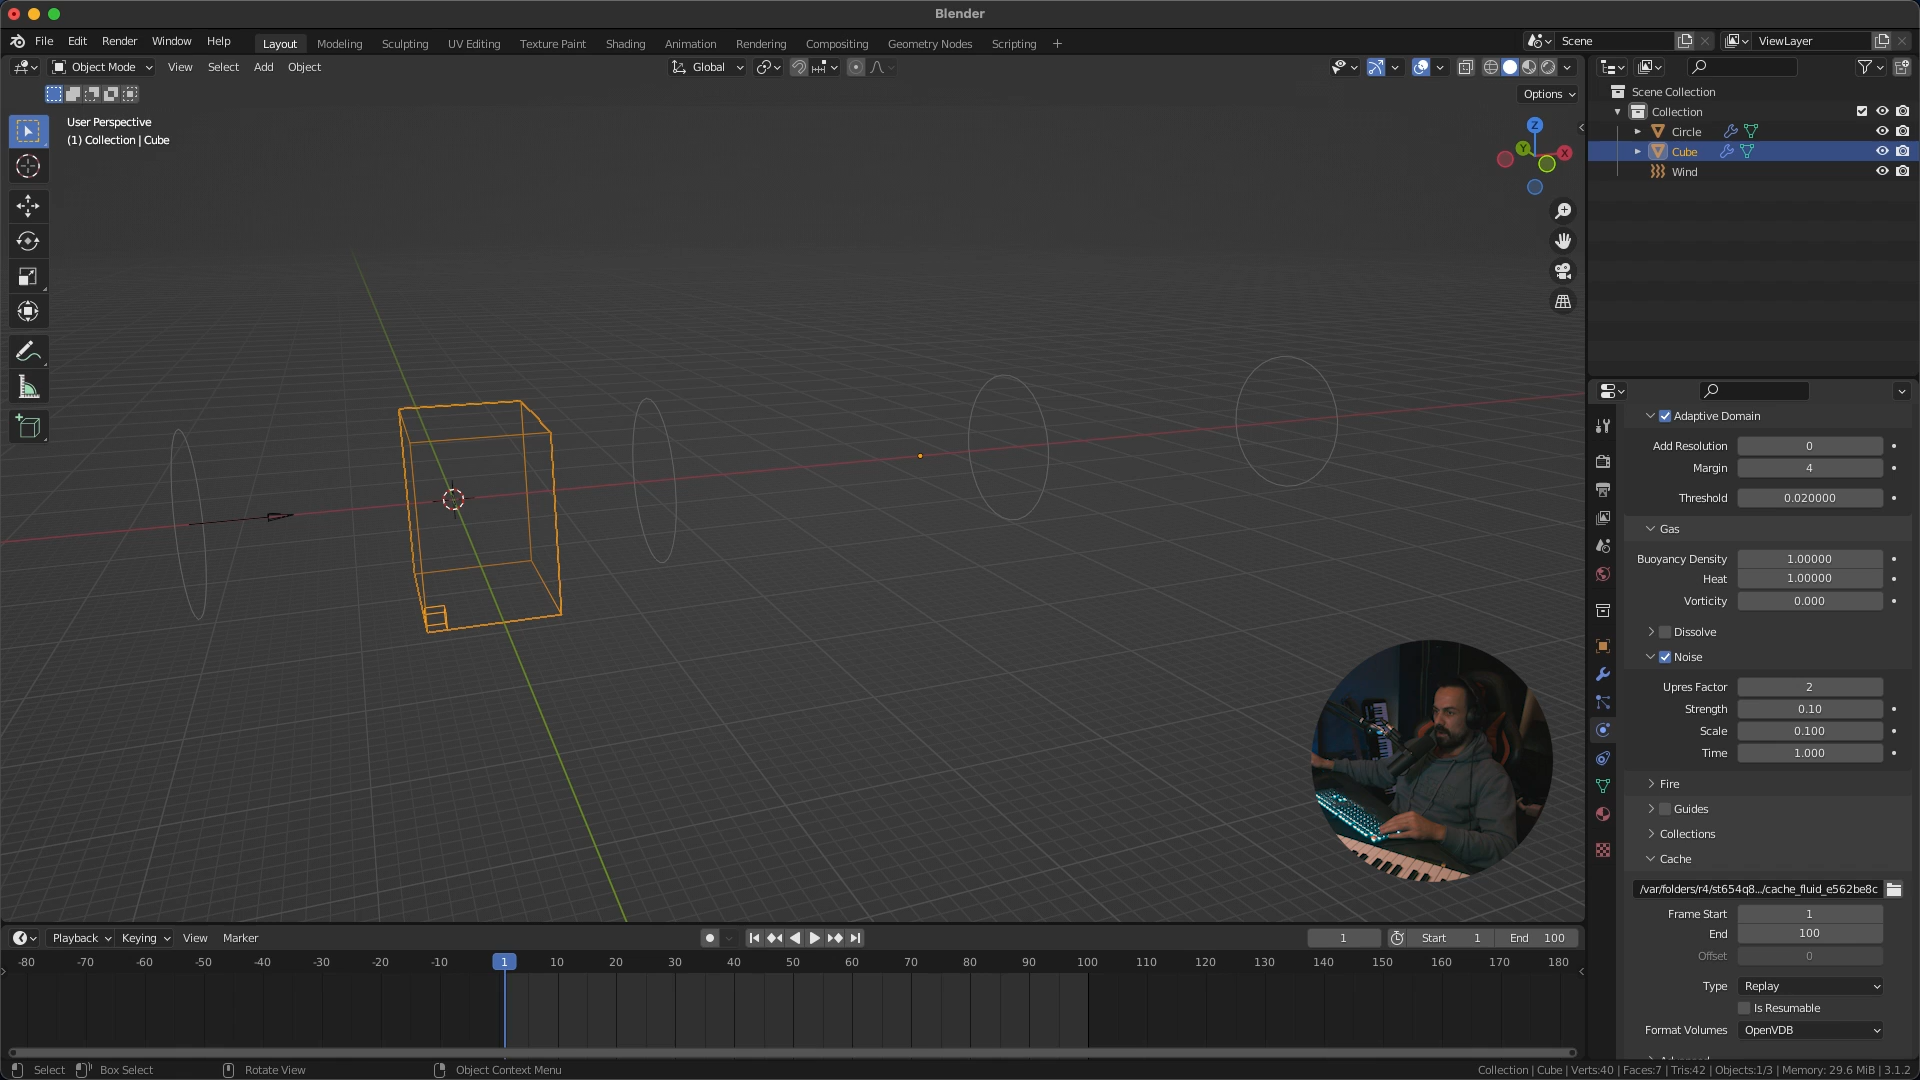 Blender
File Edit Render Window Help
Layout Modeling Sculpting UV Editing Texture Paint Shading Animation Rendering Compositing Geometry Nodes Scripting +
Scene
ViewLayer
Object Mode View Select Add Object
Global
Options
User Perspective
(1) Collection | Cube
Z
Y
X
Scene Collection
Collection
Circle
Cube
Wind
Adaptive Domain
Add Resolution 0
Margin 4
Threshold 0.020000
Gas
Buoyancy Density 1.00000
Heat 1.00000
Vorticity 0.000
Dissolve
Noise
Upres Factor 2
Strength 0.10
Scale 0.100
Time 1.000
Fire
Guides
Collections
Cache
/var/folders/r4/st654q8.../cache_fluid_e562be8c
Frame Start 1
End 100
Offset 0
Type Replay
Is Resumable
Format Volumes OpenVDB
Playback Keying View Marker
1 Start 1 End 100
-80 -70 -60 -50 -40 -30 -20 -10 1 10 20 30 40 50 60 70 80 90 100 110 120 130 140 150 160 170 180
Select Box Select Rotate View Object Context Menu
Collection | Cube | Verts:40 | Faces:7 | Tris:42 | Objects:1/3 | Memory: 29.6 MiB | 3.1.2